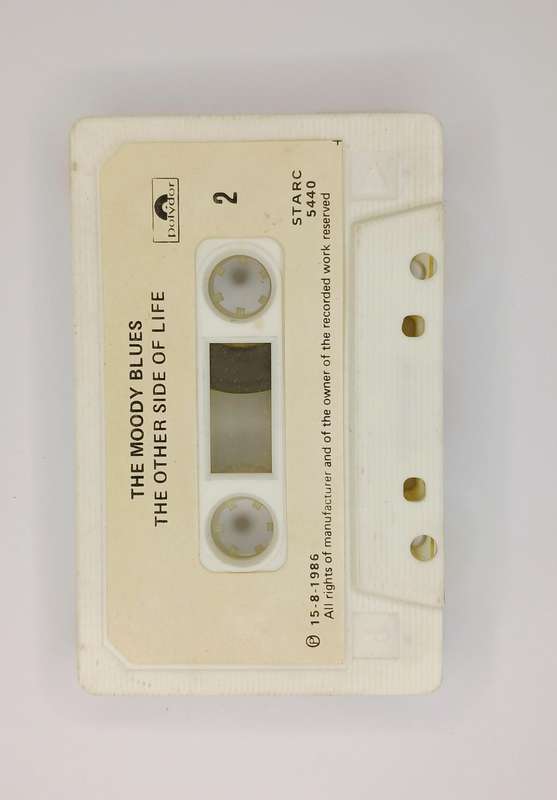 THE MOODY BLUES
THE OTHER SIDE OF LIFE
polydor
2
STARC
5440
℗ 15-8-1986
All rights of manufacturer and of the owner of the recorded work reserved